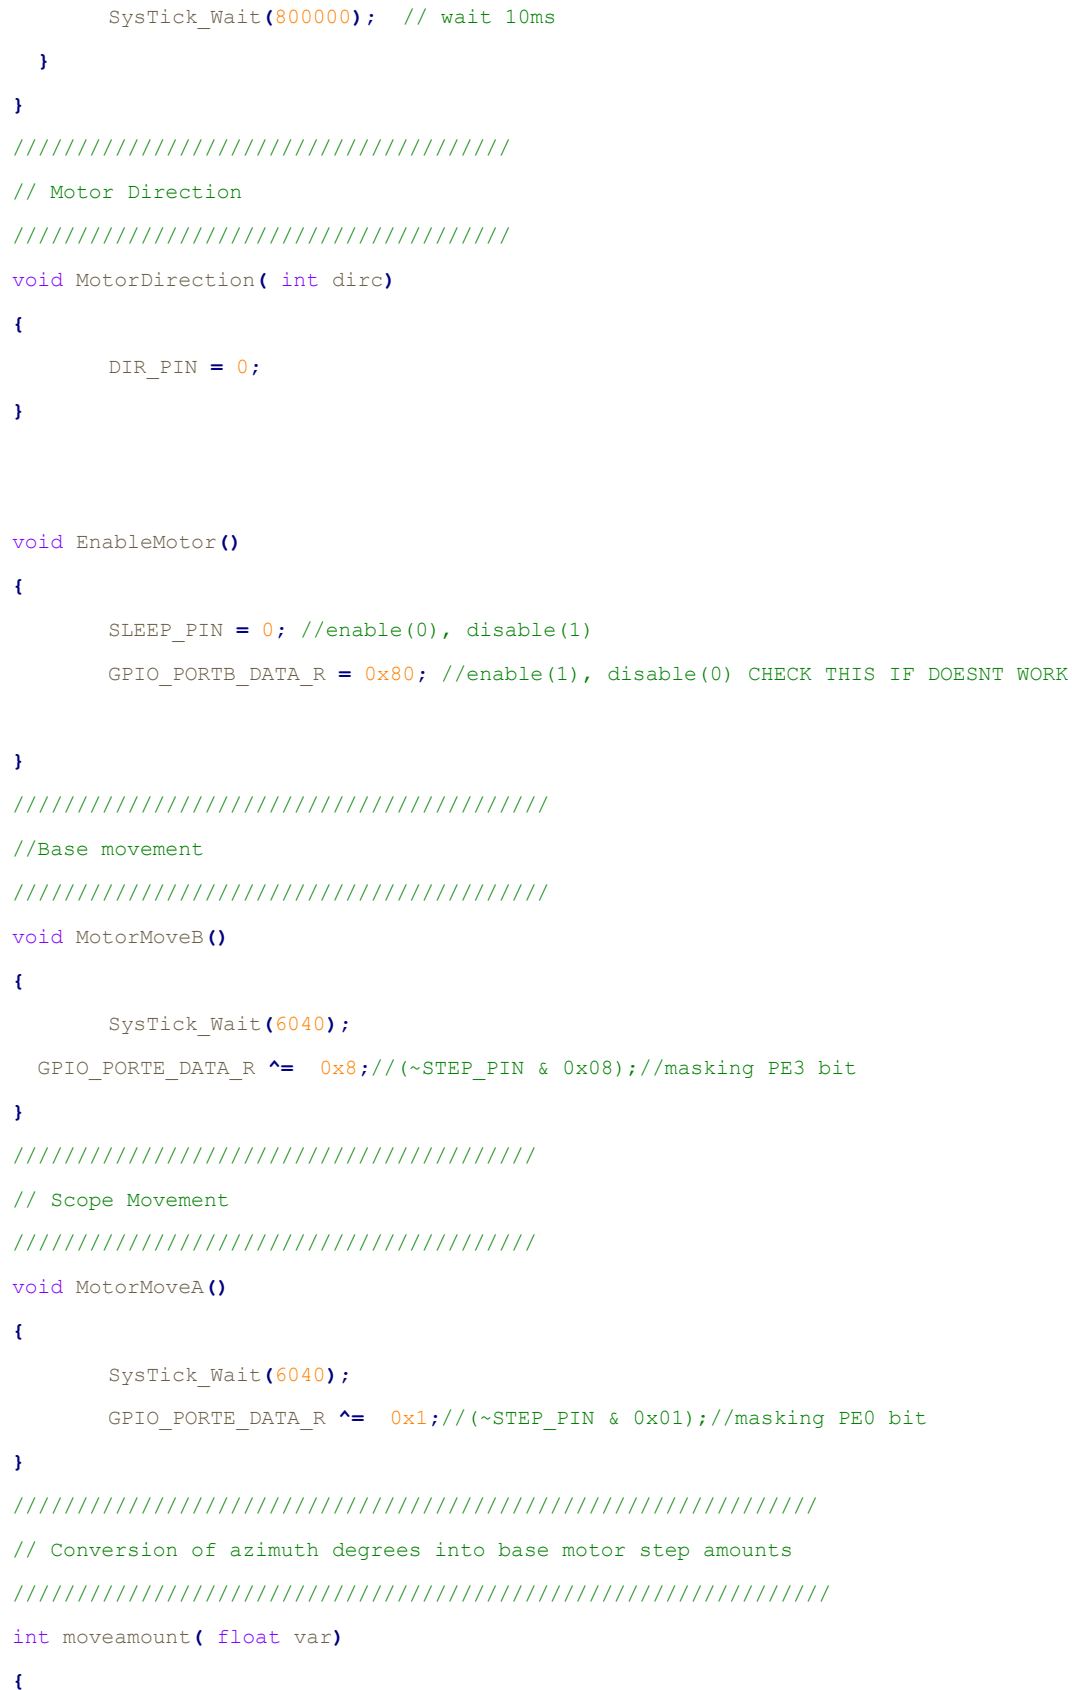 SysTick_Wait(800000);  // wait 10ms
}
}
///////////////////////////////////////
// Motor Direction
///////////////////////////////////////
void MotorDirection( int dirc)
{
DIR_PIN = 0;
}
void EnableMotor()
{
SLEEP_PIN = 0; //enable(0), disable(1)
GPIO_PORTB_DATA_R = 0x80; //enable(1), disable(0) CHECK THIS IF DOESNT WORK
}
//////////////////////////////////////////
//Base movement
//////////////////////////////////////////
void MotorMoveB()
{
SysTick_Wait(6040);
GPIO_PORTE_DATA_R ^=  0x8;//(~STEP_PIN & 0x08);//masking PE3 bit
}
/////////////////////////////////////////
// Scope Movement
/////////////////////////////////////////
void MotorMoveA()
{
SysTick_Wait(6040);
GPIO_PORTE_DATA_R ^=  0x1;//(~STEP_PIN & 0x01);//masking PE0 bit
}
///////////////////////////////////////////////////////////////
// Conversion of azimuth degrees into base motor step amounts
////////////////////////////////////////////////////////////////
int moveamount( float var)
{